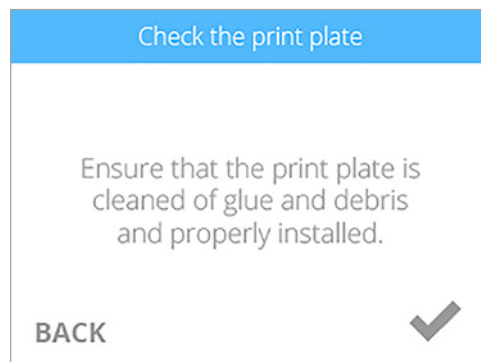 Check the print plate
Ensure that the print plate is
cleaned of glue and debris
and properly installed.
BACK